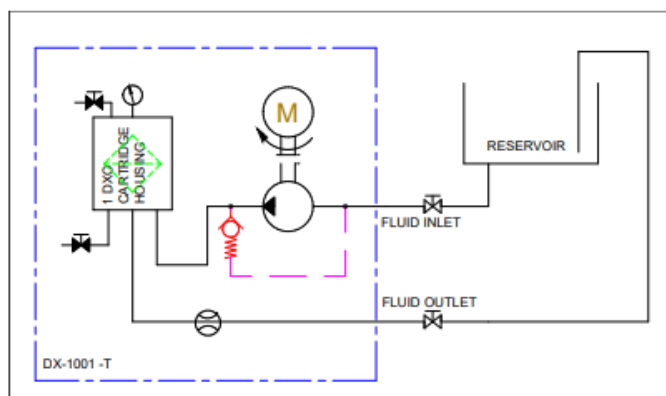 M
1 DXO
CARTRIDGE
HOUSING
RESERVOIR
FLUID INLET
FLUID OUTLET
DX-1001 -T